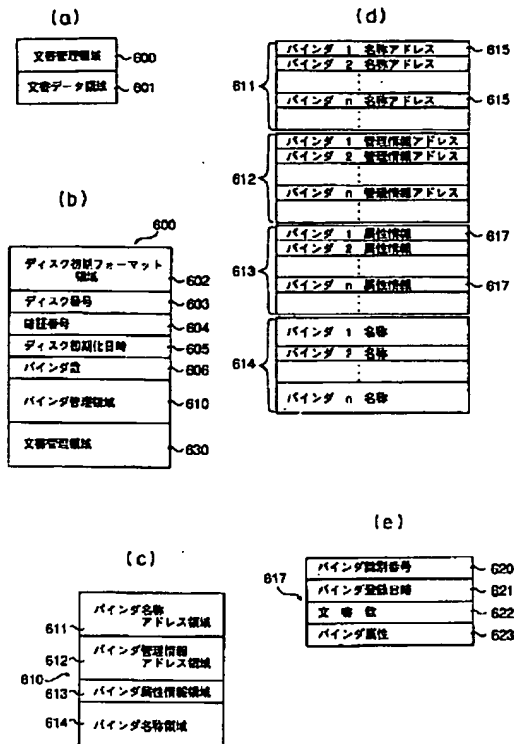 (a)
文書管理領域
600
文書データ領域
601
(b)
600
ディスク初期フォーマット
領域
602
ディスク番号
603
暗証番号
604
ディスク初期化日時
605
バインダ数
606
バインダ管理領域
610
文書管理領域
630
(c)
610
バインダ名称
アドレス領域
611
バインダ管理情報
アドレス領域
612
バインダ属性情報領域
613
バインダ名称領域
614
(d)
611
バインダ 1 名称アドレス
615
バインダ 2 名称アドレス
バインダ n 名称アドレス
615
612
バインダ 1 管理情報アドレス
バインダ 2 管理情報アドレス
バインダ n 管理情報アドレス
613
バインダ 1 属性情報
617
バインダ 2 属性情報
バインダ n 属性情報
617
614
バインダ 1 名称
バインダ 2 名称
バインダ n 名称
(e)
617
バインダ識別番号
620
バインダ登録日時
621
文書数
622
バインダ属性
623